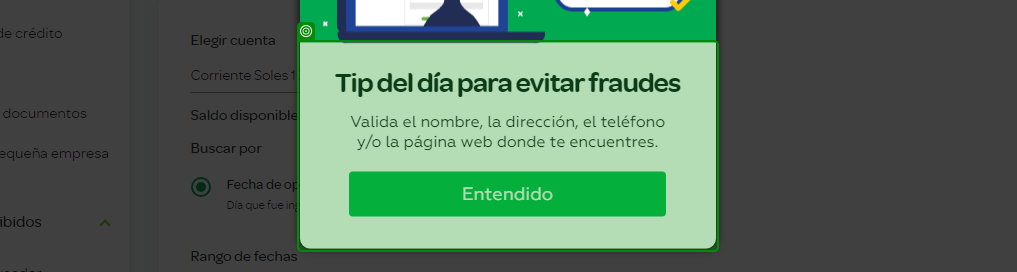 de crédito
documentos
equeña empresa
ibidos
Elegir cuenta
Corriente Soles
Saldo disponible
Buscar por
Fecha de op
Día que fue ing
Rango de fechas
Tip del día para evitar fraudes
Valida el nombre, la dirección, el teléfono
y/o la página web donde te encuentres.
Entendido